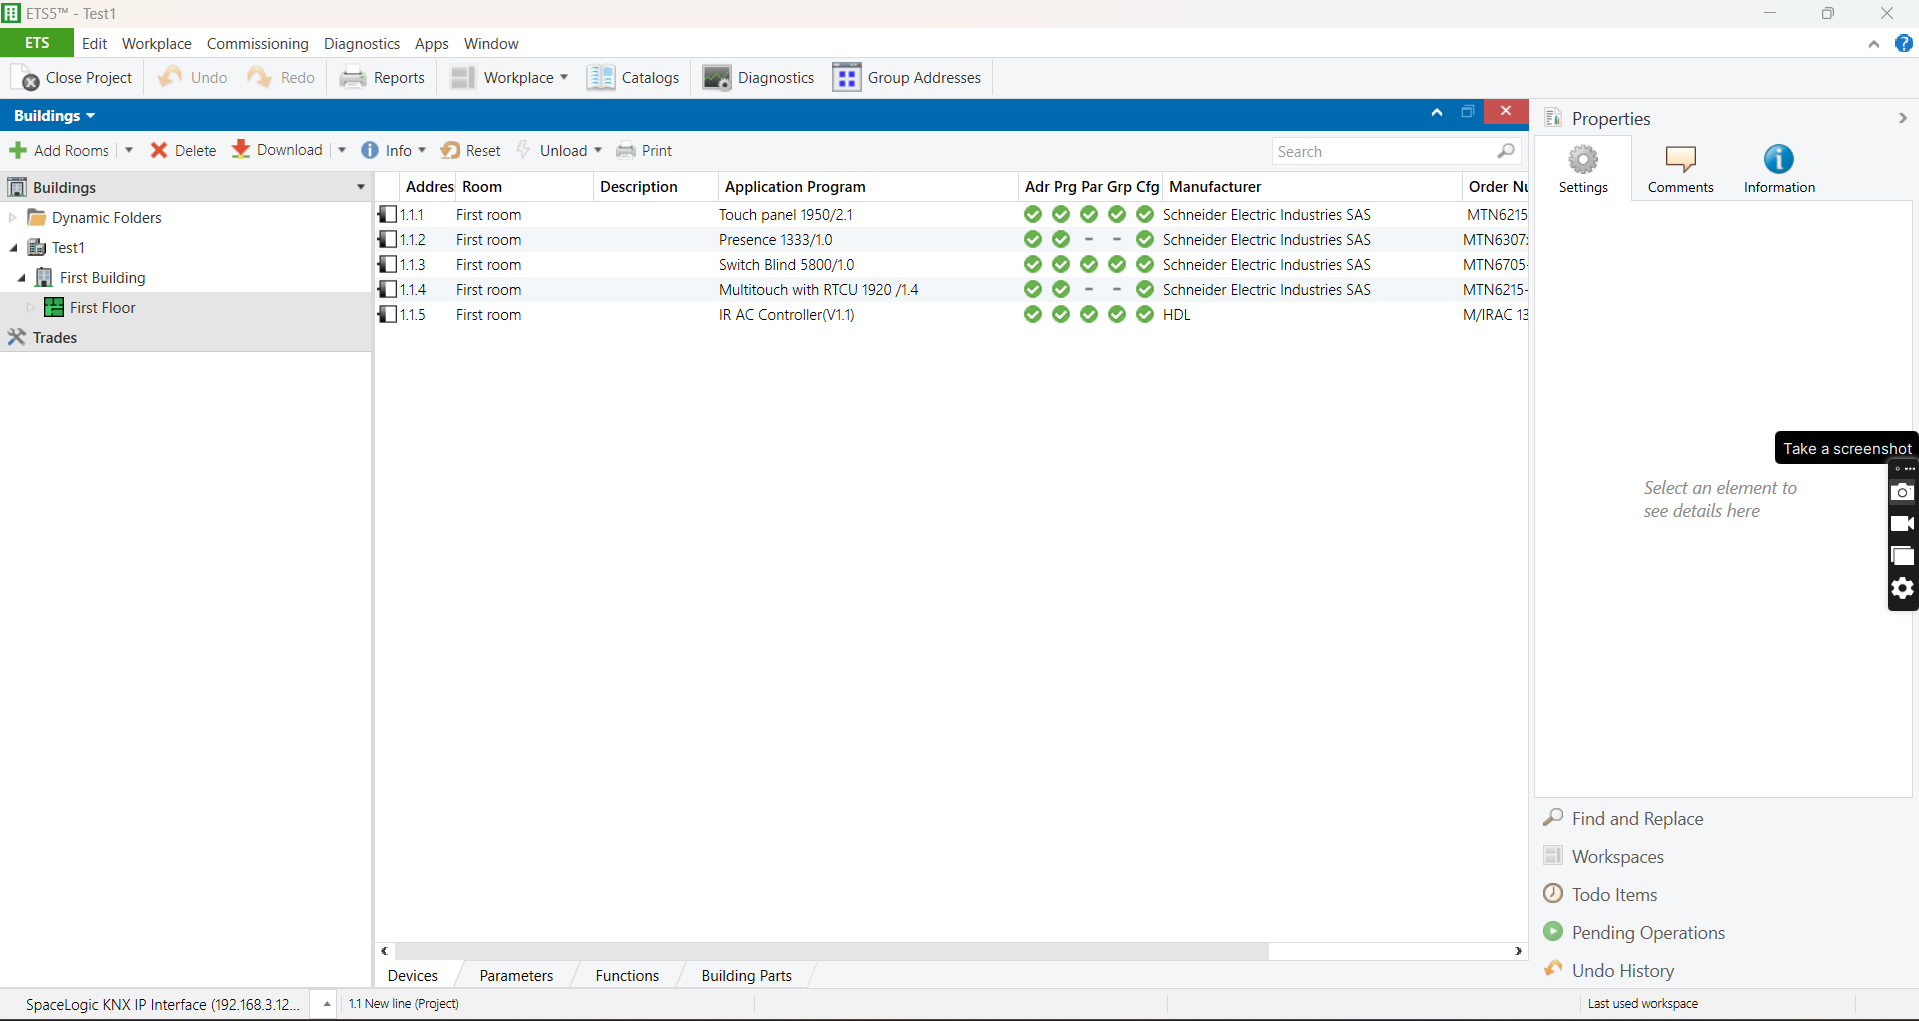 ETS5™ - Test1
ETS Edit Workplace Commissioning Diagnostics Apps Window
Close Project Undo Redo Reports Workplace Catalogs Diagnostics Group Addresses
Buildings
Add Rooms Delete Download Info Reset Unload Print Search
Buildings
Dynamic Folders
Test1
First Building
First Floor
Trades
Addres Room Description Application Program Adr Prg Par Grp Cfg Manufacturer Order Nu
1.1.1 First room Touch panel 1950/2.1 Schneider Electric Industries SAS MTN6215
1.1.2 First room Presence 1333/1.0 - - Schneider Electric Industries SAS MTN6307
1.1.3 First room Switch Blind 5800/1.0 Schneider Electric Industries SAS MTN6705-
1.1.4 First room Multitouch with RTCU 1920 /1.4 - - Schneider Electric Industries SAS MTN6215-
1.1.5 First room IR AC Controller(V1.1) HDL M/IRAC 13
Devices Parameters Functions Building Parts
Properties
Settings Comments Information
Take a screenshot
Select an element to
see details here
Find and Replace
Workspaces
Todo Items
Pending Operations
Undo History
SpaceLogic KNX IP Interface (192.168.3.12... 1.1 New line (Project) Last used workspace